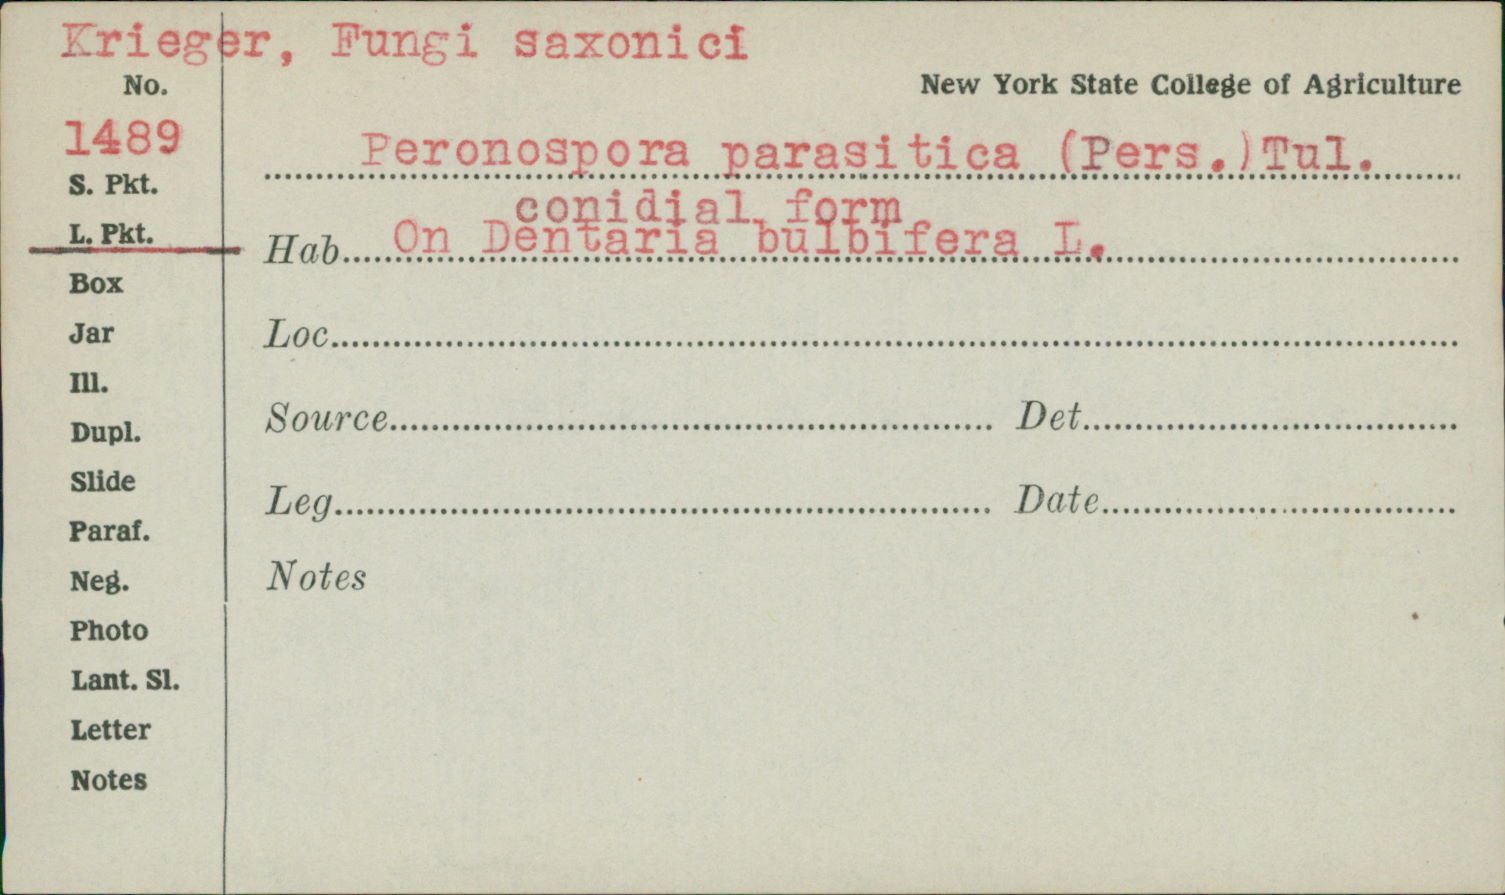 Krieger, Fungi saxonici
No.
New York State College of Agriculture
1489
Peronospora parasitica (Pers.)Tul.
S. Pkt.
conidial form
L. Pkt.
Hab. On Dentaria bulbifera L.
Box
Jar
Loc.
Ill.
Dupl.
Source Det.
Slide
Leg. Date
Paraf.
Neg.
Notes
Photo
Lant. Sl.
Letter
Notes